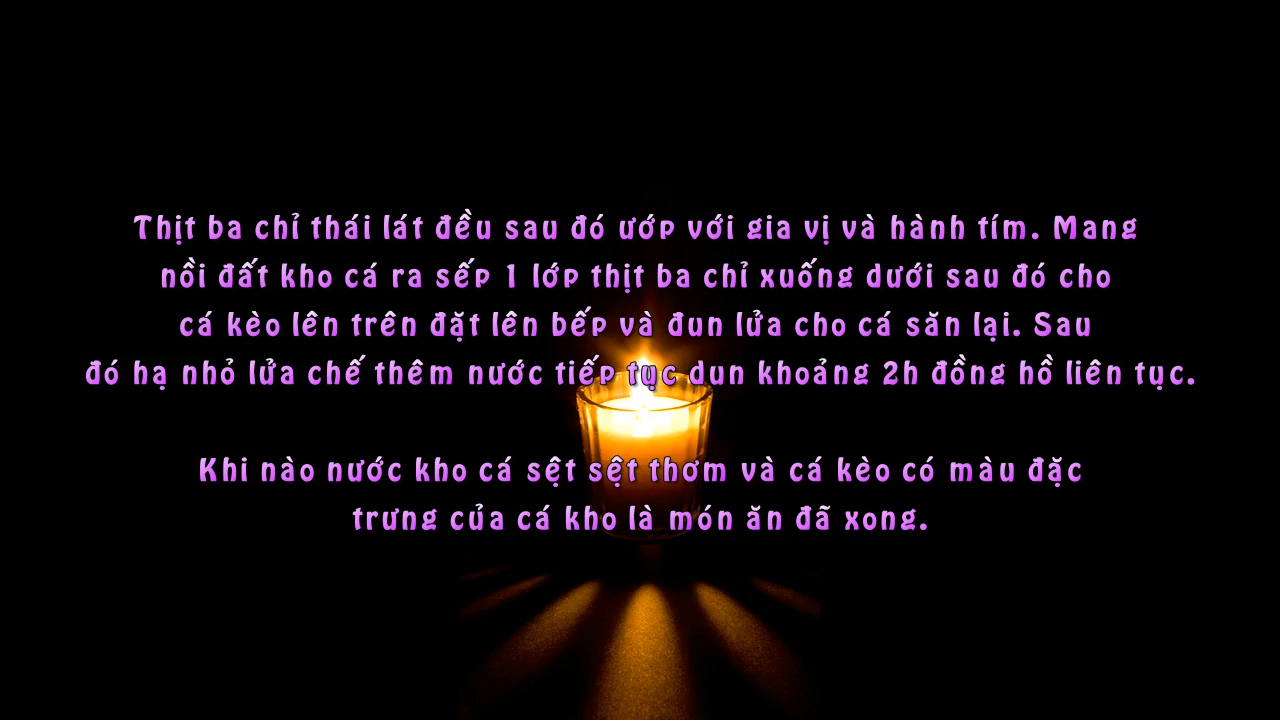 Thịt ba chỉ thái lát đều sau đó ướp với gia vị và hành tím. Mang
nồi đất kho cá ra sếp 1 lớp thịt ba chỉ xuống dưới sau đó cho
cá kèo lên trên đặt lên bếp và đun lửa cho cá săn lại. Sau
đó hạ nhỏ lửa chế thêm nước tiếp tục dun khoảng 2h đồng hồ liên tục.
Khi nào nước kho cá sệt sệt thơm và cá kèo có màu đặc
trưng của cá kho là món ăn đã xong.